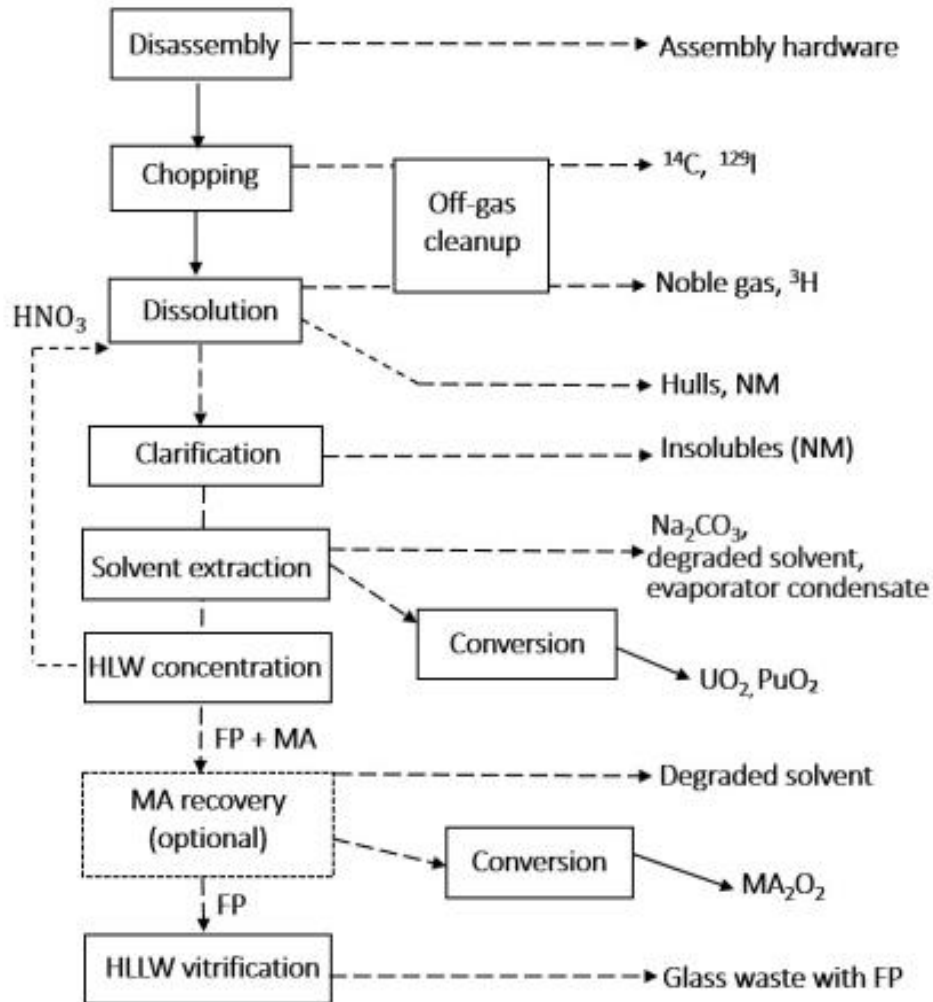 Disassembly
Assembly hardware
Chopping
Off-gas
cleanup
¹⁴C, ¹²⁹I
Dissolution
Noble gas, ³H
HNO₃
Hulls, NM
Clarification
Insolubles (NM)
Solvent extraction
Na₂CO₃,
degraded solvent,
evaporator condensate
Conversion
UO₂, PuO₂
HLW concentration
FP + MA
MA recovery
(optional)
Degraded solvent
Conversion
MA₂O₂
FP
HLLW vitrification
Glass waste with FP